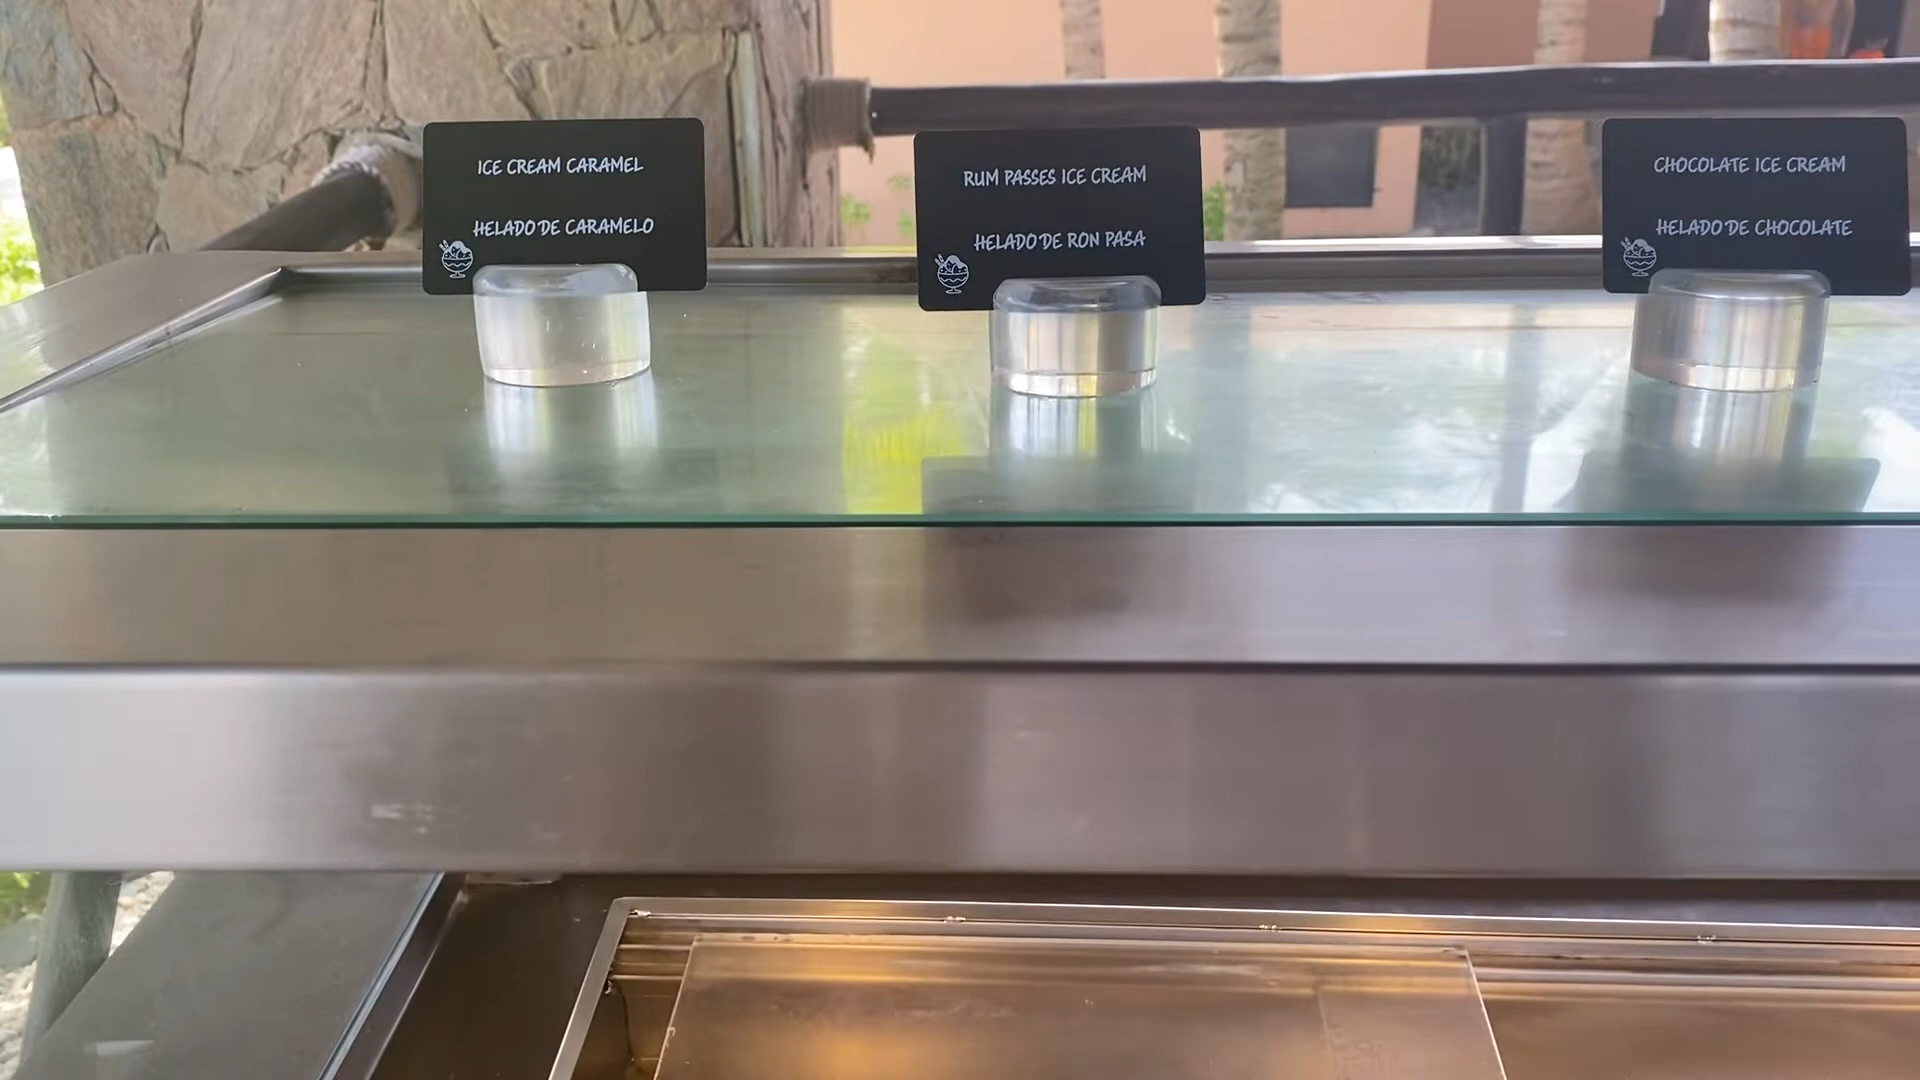 ICE CREAM CARAMEL
HELADO DE CARAMELO
RUM PASSES ICE CREAM
HELADO DE RON PASA
CHOCOLATE ICE CREAM
HELADO DE CHOCOLATE